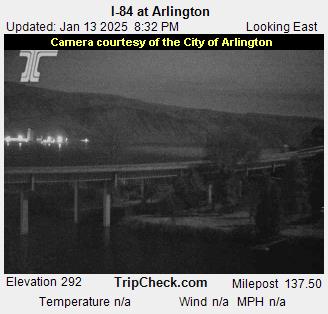 I-84 at Arlington
Updated: Jan 13 2025 8:32 PM Looking East
Camera courtesy of the City of Arlington
Elevation 292 TripCheck.com Milepost 137.50
Temperature n/a Wind n/a MPH n/a